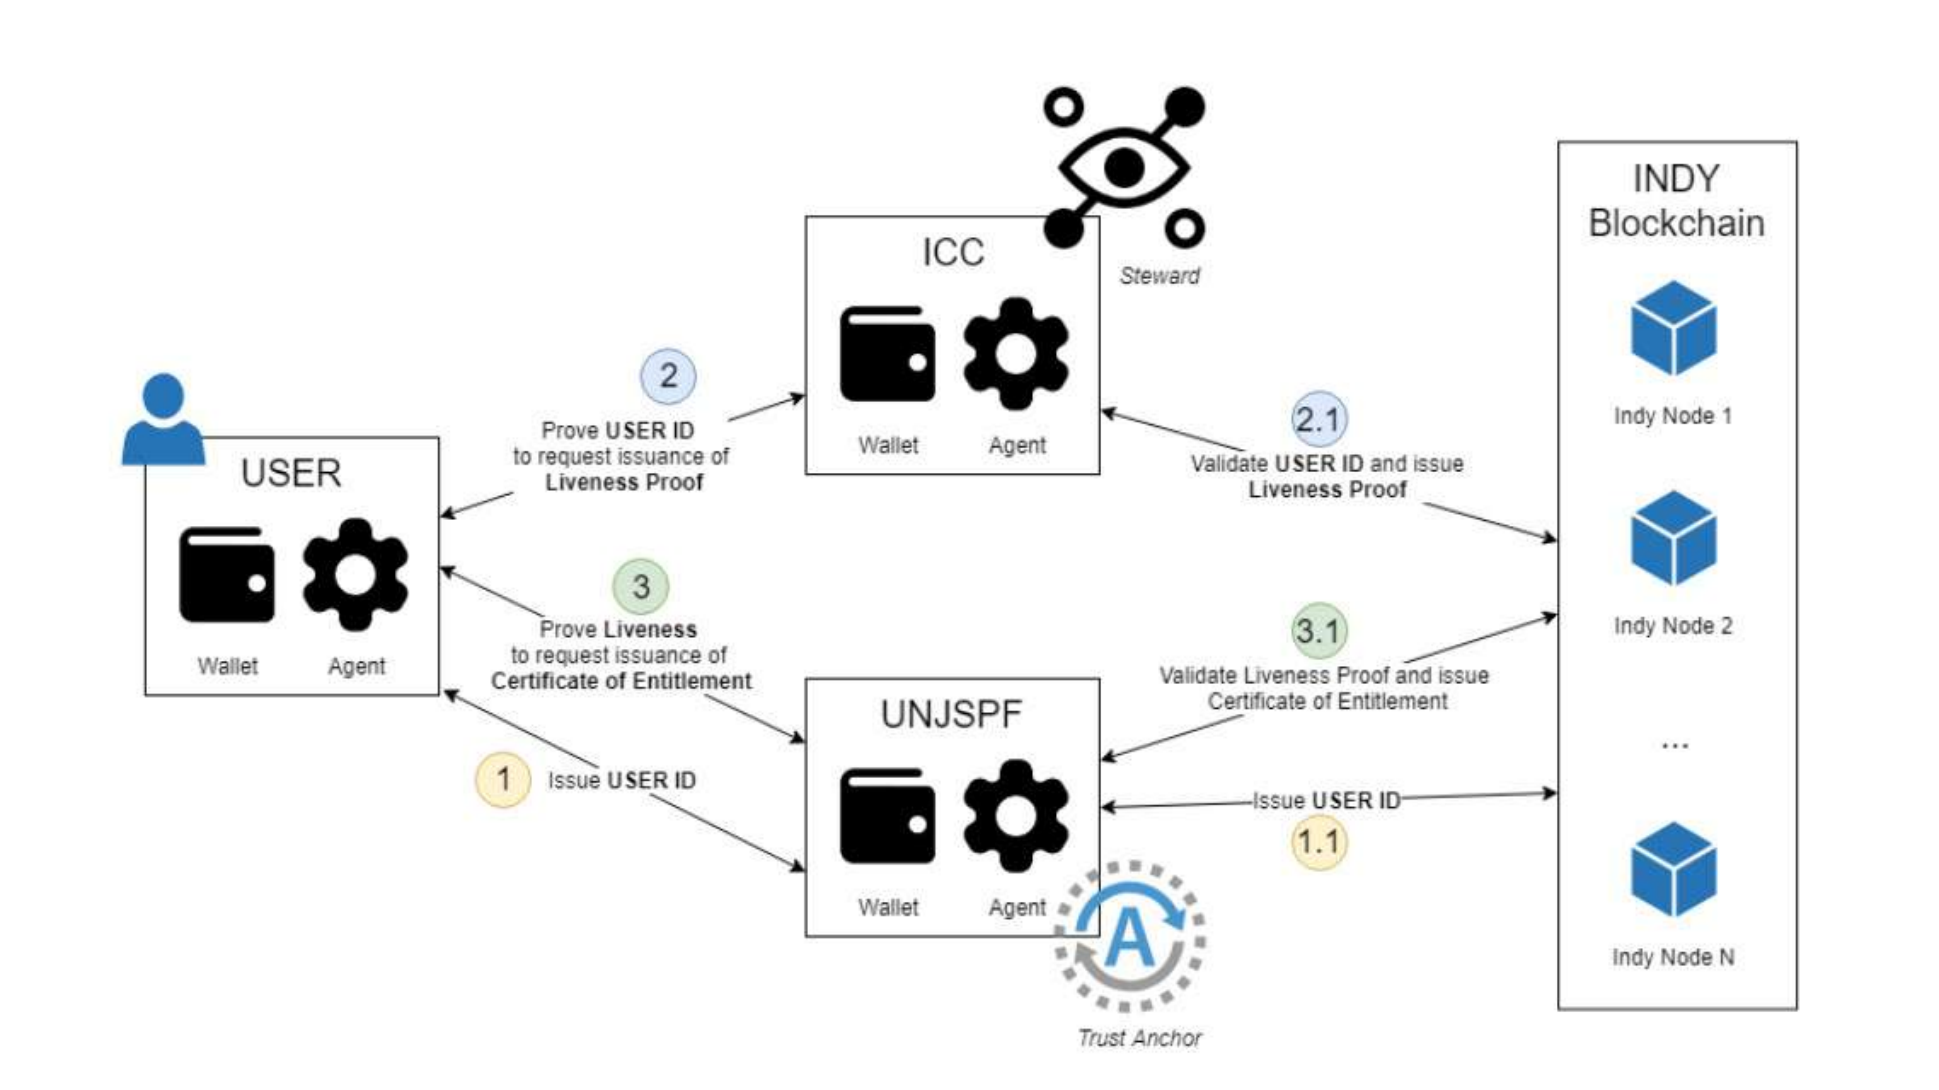 INDY
Blockchain
ICC
Steward
Wallet
Agent
Indy Node 1
2
Prove USER ID
to request issuance of
Liveness Proof
2.1
Validate USER ID and issue
Liveness Proof
USER
Wallet
Agent
Indy Node 2
3
Prove Liveness
to request issuance of
Certificate of Entitlement
3.1
Validate Liveness Proof and issue
Certificate of Entitlement
UNJSPF
Wallet
Agent
...
1
Issue USER ID
Issue USER ID
1.1
A
Trust Anchor
Indy Node N